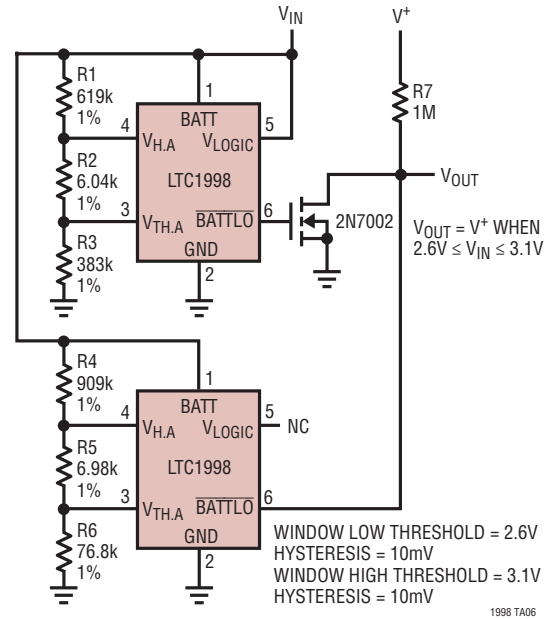 VIN
V+
R1
619k
1%
R7
1M
1
BATT
4
VH.A
VLOGIC
5
R2
6.04k
1%
LTC1998
VOUT
3
VTH.A
BATTLO
6
2N7002
GND
2
R3
383k
1%
VOUT = V+ WHEN
2.6V ≤ VIN ≤ 3.1V
R4
909k
1%
1
BATT
4
VH.A
VLOGIC
5
NC
R5
6.98k
1%
LTC1998
3
VTH.A
BATTLO
6
GND
2
R6
76.8k
1%
WINDOW LOW THRESHOLD = 2.6V
HYSTERESIS = 10mV
WINDOW HIGH THRESHOLD = 3.1V
HYSTERESIS = 10mV
1998 TA06